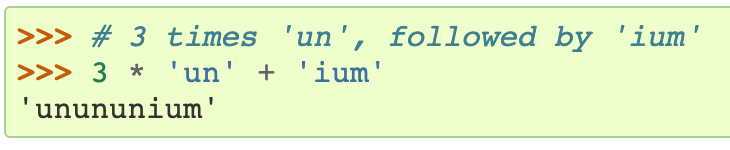 >>> # 3 times 'un', followed by 'ium'
>>> 3 * 'un' + 'ium'
'unununium'